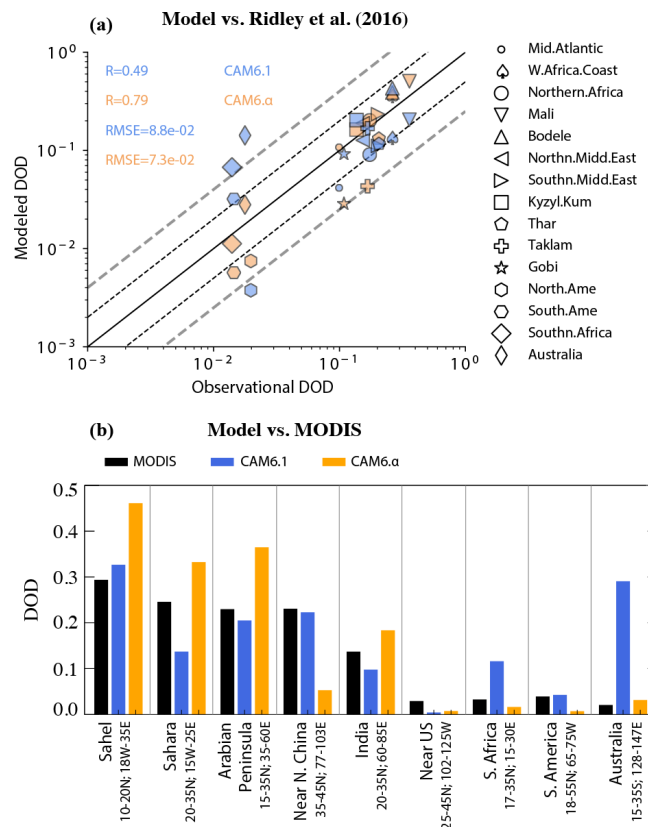 Model vs. Ridley et al. (2016)
(a)
10⁰
10⁻¹
10⁻²
10⁻³
Modeled DOD
R=0.49 CAM6.1
R=0.79 CAM6.α
RMSE=8.8e-02
RMSE=7.3e-02
10⁻³ 10⁻² 10⁻¹ 10⁰
Observational DOD
Mid.Atlantic
W.Africa.Coast
Northern.Africa
Mali
Bodele
Northn.Midd.East
Southn.Midd.East
Kyzyl.Kum
Thar
Taklam
Gobi
North.Ame
South.Ame
Southn.Africa
Australia
(b) Model vs. MODIS
MODIS CAM6.1 CAM6.α
0.5
0.4
0.3
0.2
0.1
0.0
DOD
Sahel
10-20N; 18W-35E
Sahara
20-35N; 15W-25E
Arabian
Peninsula
15-35N; 35-60E
Near N. China
35-45N; 77-103E
India
20-35N; 60-85E
Near US
25-45N; 102-125W
S. Africa
17-35N; 15-30E
S. America
18-55N; 65-75W
Australia
15-35S; 128-147E